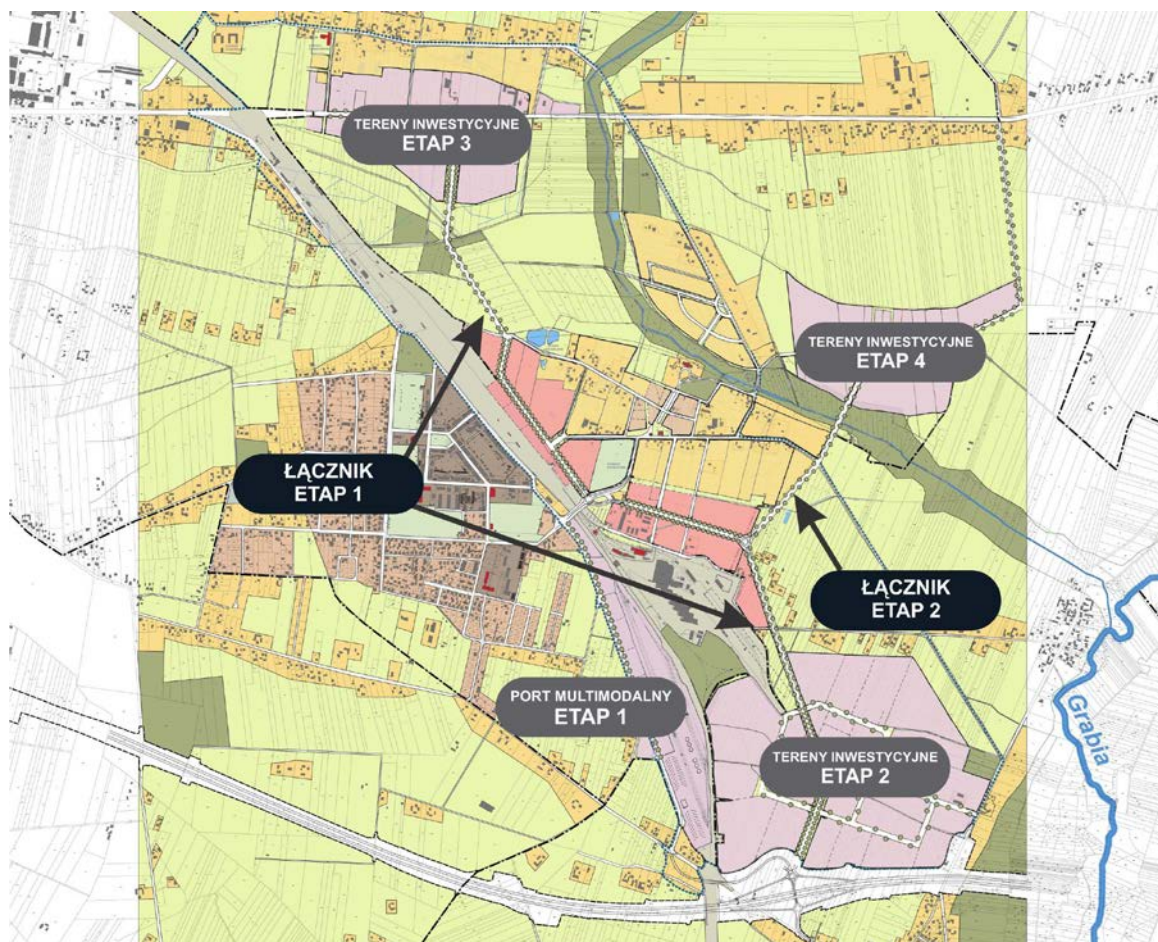 TERENY INWESTYCYJNE
ETAP 3
TERENY INWESTYCYJNE
ETAP 4
ŁĄCZNIK
ETAP 1
ŁĄCZNIK
ETAP 2
PORT MULTIMODALNY
ETAP 1
TERENY INWESTYCYJNE
ETAP 2
Grabia